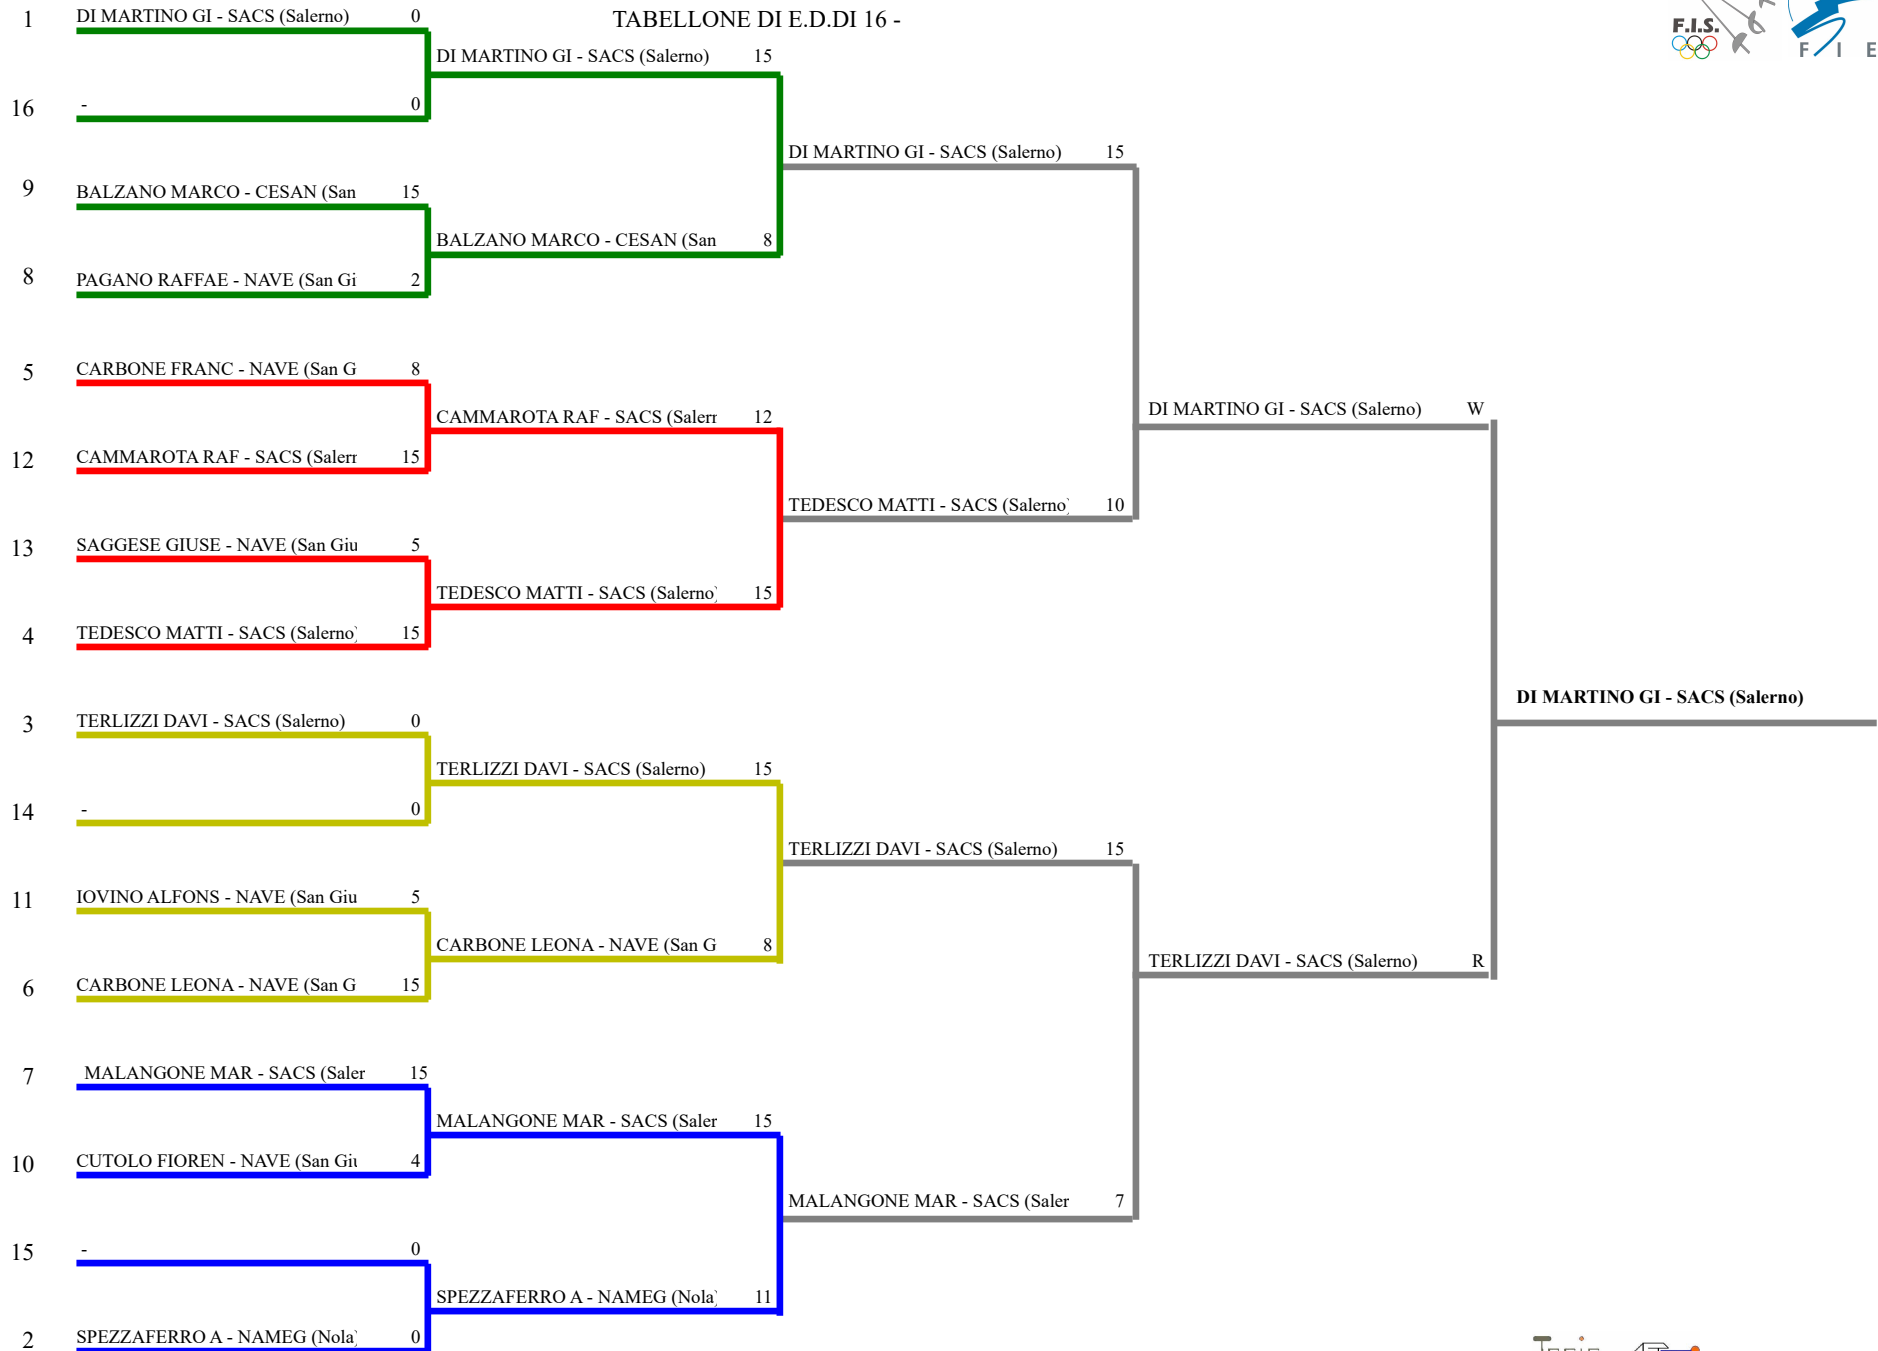 1 DI MARTINO GI - SACS (Salerno) 0
TABELLONE DI E.D.DI 16 -
F.I.S.
F I E
DI MARTINO GI - SACS (Salerno) 15
16 - 0
DI MARTINO GI - SACS (Salerno) 15
9 BALZANO MARCO - CESAN (San 15
BALZANO MARCO - CESAN (San 8
8 PAGANO RAFFAE - NAVE (San Gi 2
5 CARBONE FRANC - NAVE (San G 8
CAMMAROTA RAF - SACS (Salerr 12
DI MARTINO GI - SACS (Salerno) W
12 CAMMAROTA RAF - SACS (Salerr 15
TEDESCO MATTI - SACS (Salerno) 10
13 SAGGESE GIUSE - NAVE (San Giu 5
TEDESCO MATTI - SACS (Salerno) 15
4 TEDESCO MATTI - SACS (Salerno) 15
DI MARTINO GI - SACS (Salerno)
3 TERLIZZI DAVI - SACS (Salerno) 0
TERLIZZI DAVI - SACS (Salerno) 15
14 - 0
TERLIZZI DAVI - SACS (Salerno) 15
11 IOVINO ALFONS - NAVE (San Giu 5
CARBONE LEONA - NAVE (San G 8
TERLIZZI DAVI - SACS (Salerno) R
6 CARBONE LEONA - NAVE (San G 15
7 MALANGONE MAR - SACS (Saler 15
MALANGONE MAR - SACS (Saler 15
10 CUTOLO FIOREN - NAVE (San Giu 4
MALANGONE MAR - SACS (Saler 7
15 - 0
SPEZZAFERRO A - NAMEG (Nola) 11
2 SPEZZAFERRO A - NAMEG (Nola) 0